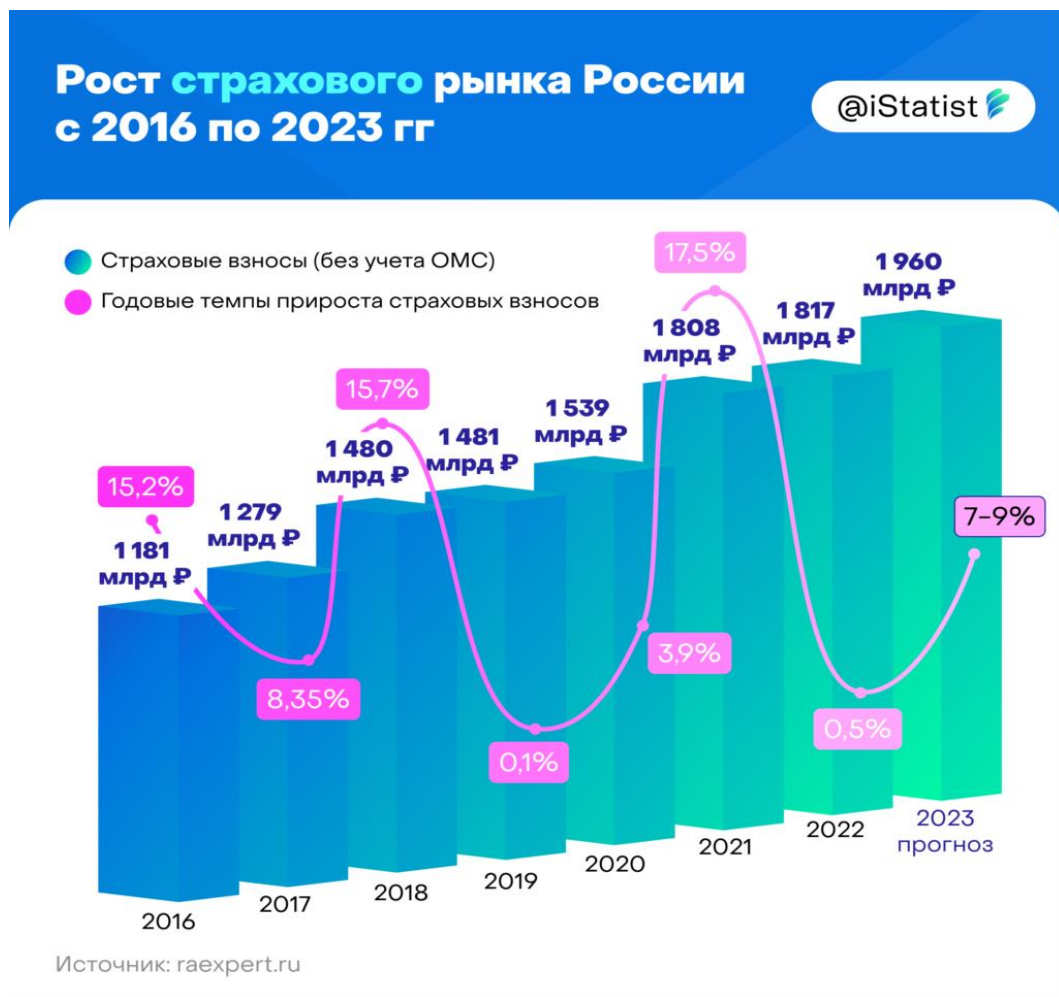 Рост страхового рынка России
с 2016 по 2023 гг
@iStatist
Страховые взносы (без учета ОМС)
Годовые темпы прироста страховых взносов
15,2%
1 181
млрд ₽
1 279
млрд ₽
8,35%
15,7%
1 480
млрд ₽
1 481
млрд ₽
0,1%
1 539
млрд ₽
3,9%
17,5%
1 808
млрд ₽
1 817
млрд ₽
0,5%
1 960
млрд ₽
7–9%
2016
2017
2018
2019
2020
2021
2022
2023
прогноз
Источник: raexpert.ru